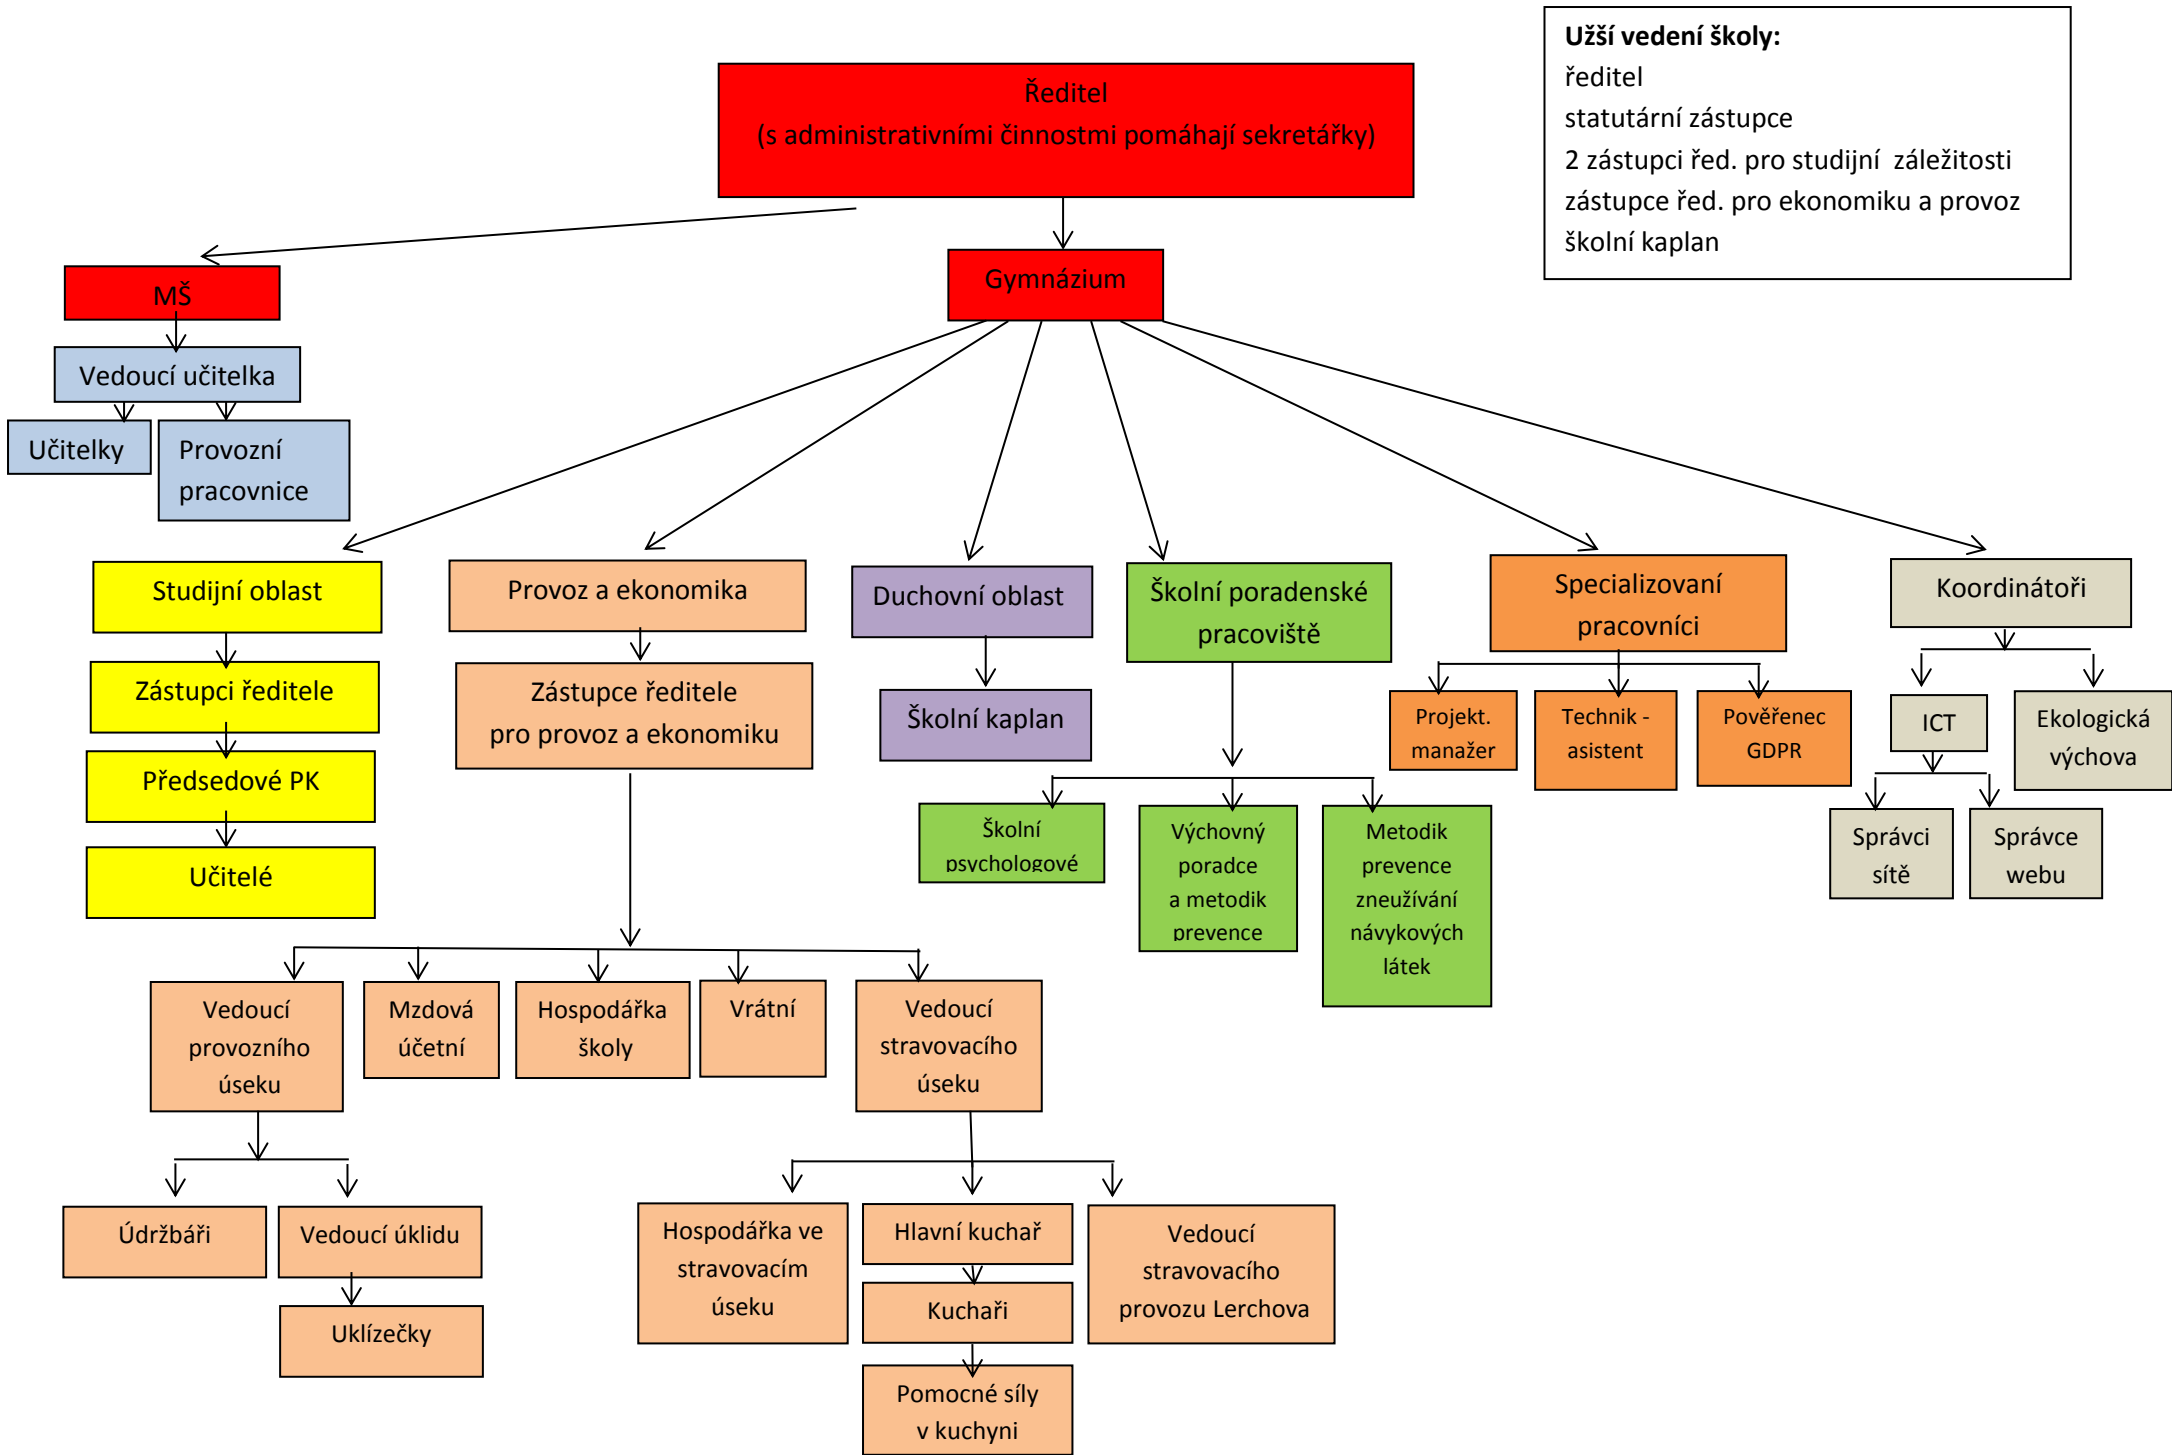 Užší vedení školy:
ředitel
statutární zástupce
2 zástupci řed. pro studijní záležitosti
zástupce řed. pro ekonomiku a provoz
školní kaplan
Ředitel
(s administrativními činnostmi pomáhají sekretářky)
MŠ
Gymnázium
Vedoucí učitelka
Učitelky
Provozní
pracovnice
Studijní oblast
Zástupci ředitele
Předsedové PK
Učitelé
Provoz a ekonomika
Zástupce ředitele
pro provoz a ekonomiku
Duchovní oblast
Školní kaplan
Školní poradenské
pracoviště
Školní
psychologové
Výchovný
poradce
a metodik
prevence
Metodik
prevence
zneužívání
návykových
látek
Specializovaní
pracovníci
Projekt.
manažer
Technik -
asistent
Pověřenec
GDPR
Koordinátoři
ICT
Ekologická
výchova
Správci
sítě
Správce
webu
Vedoucí
provozního
úseku
Mzdová
účetní
Hospodářka
školy
Vrátní
Vedoucí
stravovacího
úseku
Údržbáři
Vedoucí úklidu
Uklízečky
Hospodářka ve
stravovacím
úseku
Hlavní kuchař
Kuchaři
Pomocné síly
v kuchyni
Vedoucí
stravovacího
provozu Lerchova